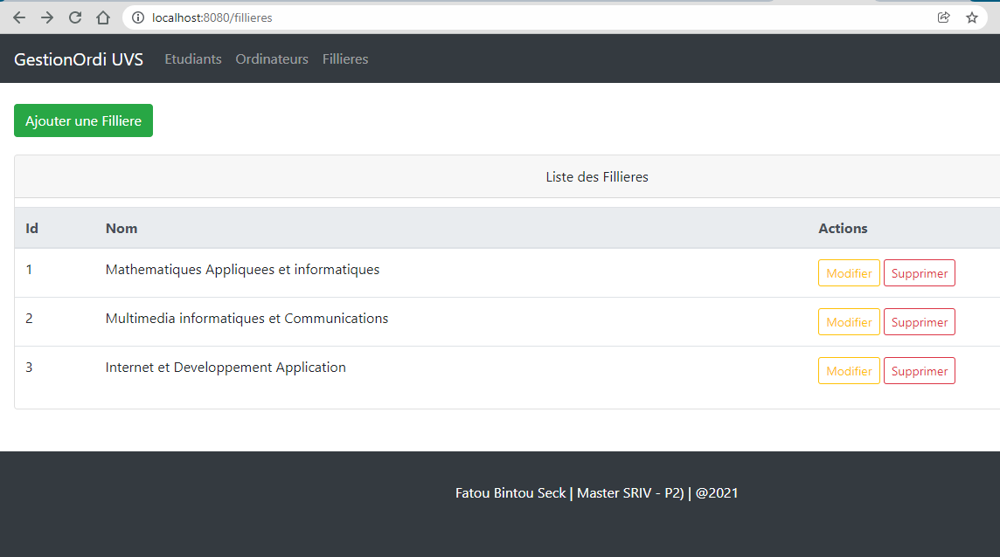 localhost:8080/fillieres
GestionOrdi UVS Etudiants Ordinateurs Fillieres
Ajouter une Filliere
Liste des Fillieres
Id Nom Actions
1 Mathematiques Appliquees et informatiques Modifier Supprimer
2 Multimedia informatiques et Communications Modifier Supprimer
3 Internet et Developpement Application Modifier Supprimer
Fatou Bintou Seck | Master SRIV - P2) | @2021